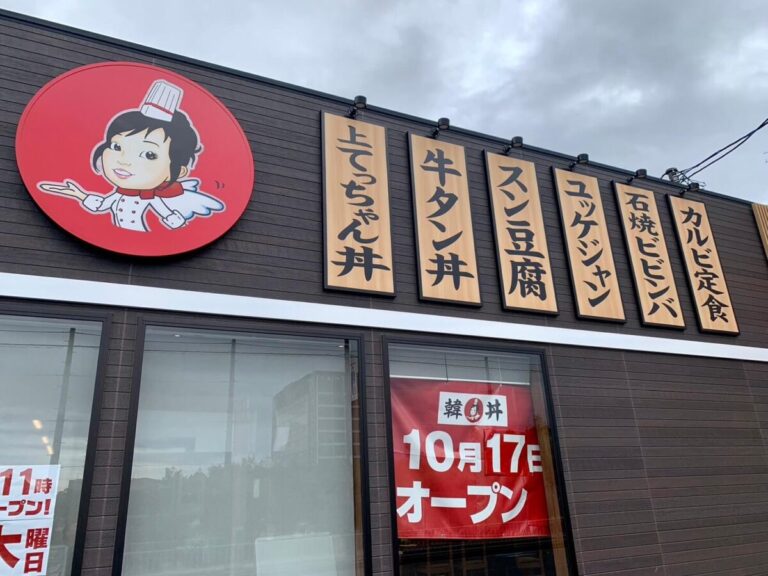 上てっちゃん丼
牛タン丼
スン豆腐
ユッケジャン
石焼ビビンバ
カルビ定食
韓丼
10月17日
オープン
11時
ープン!
火曜日